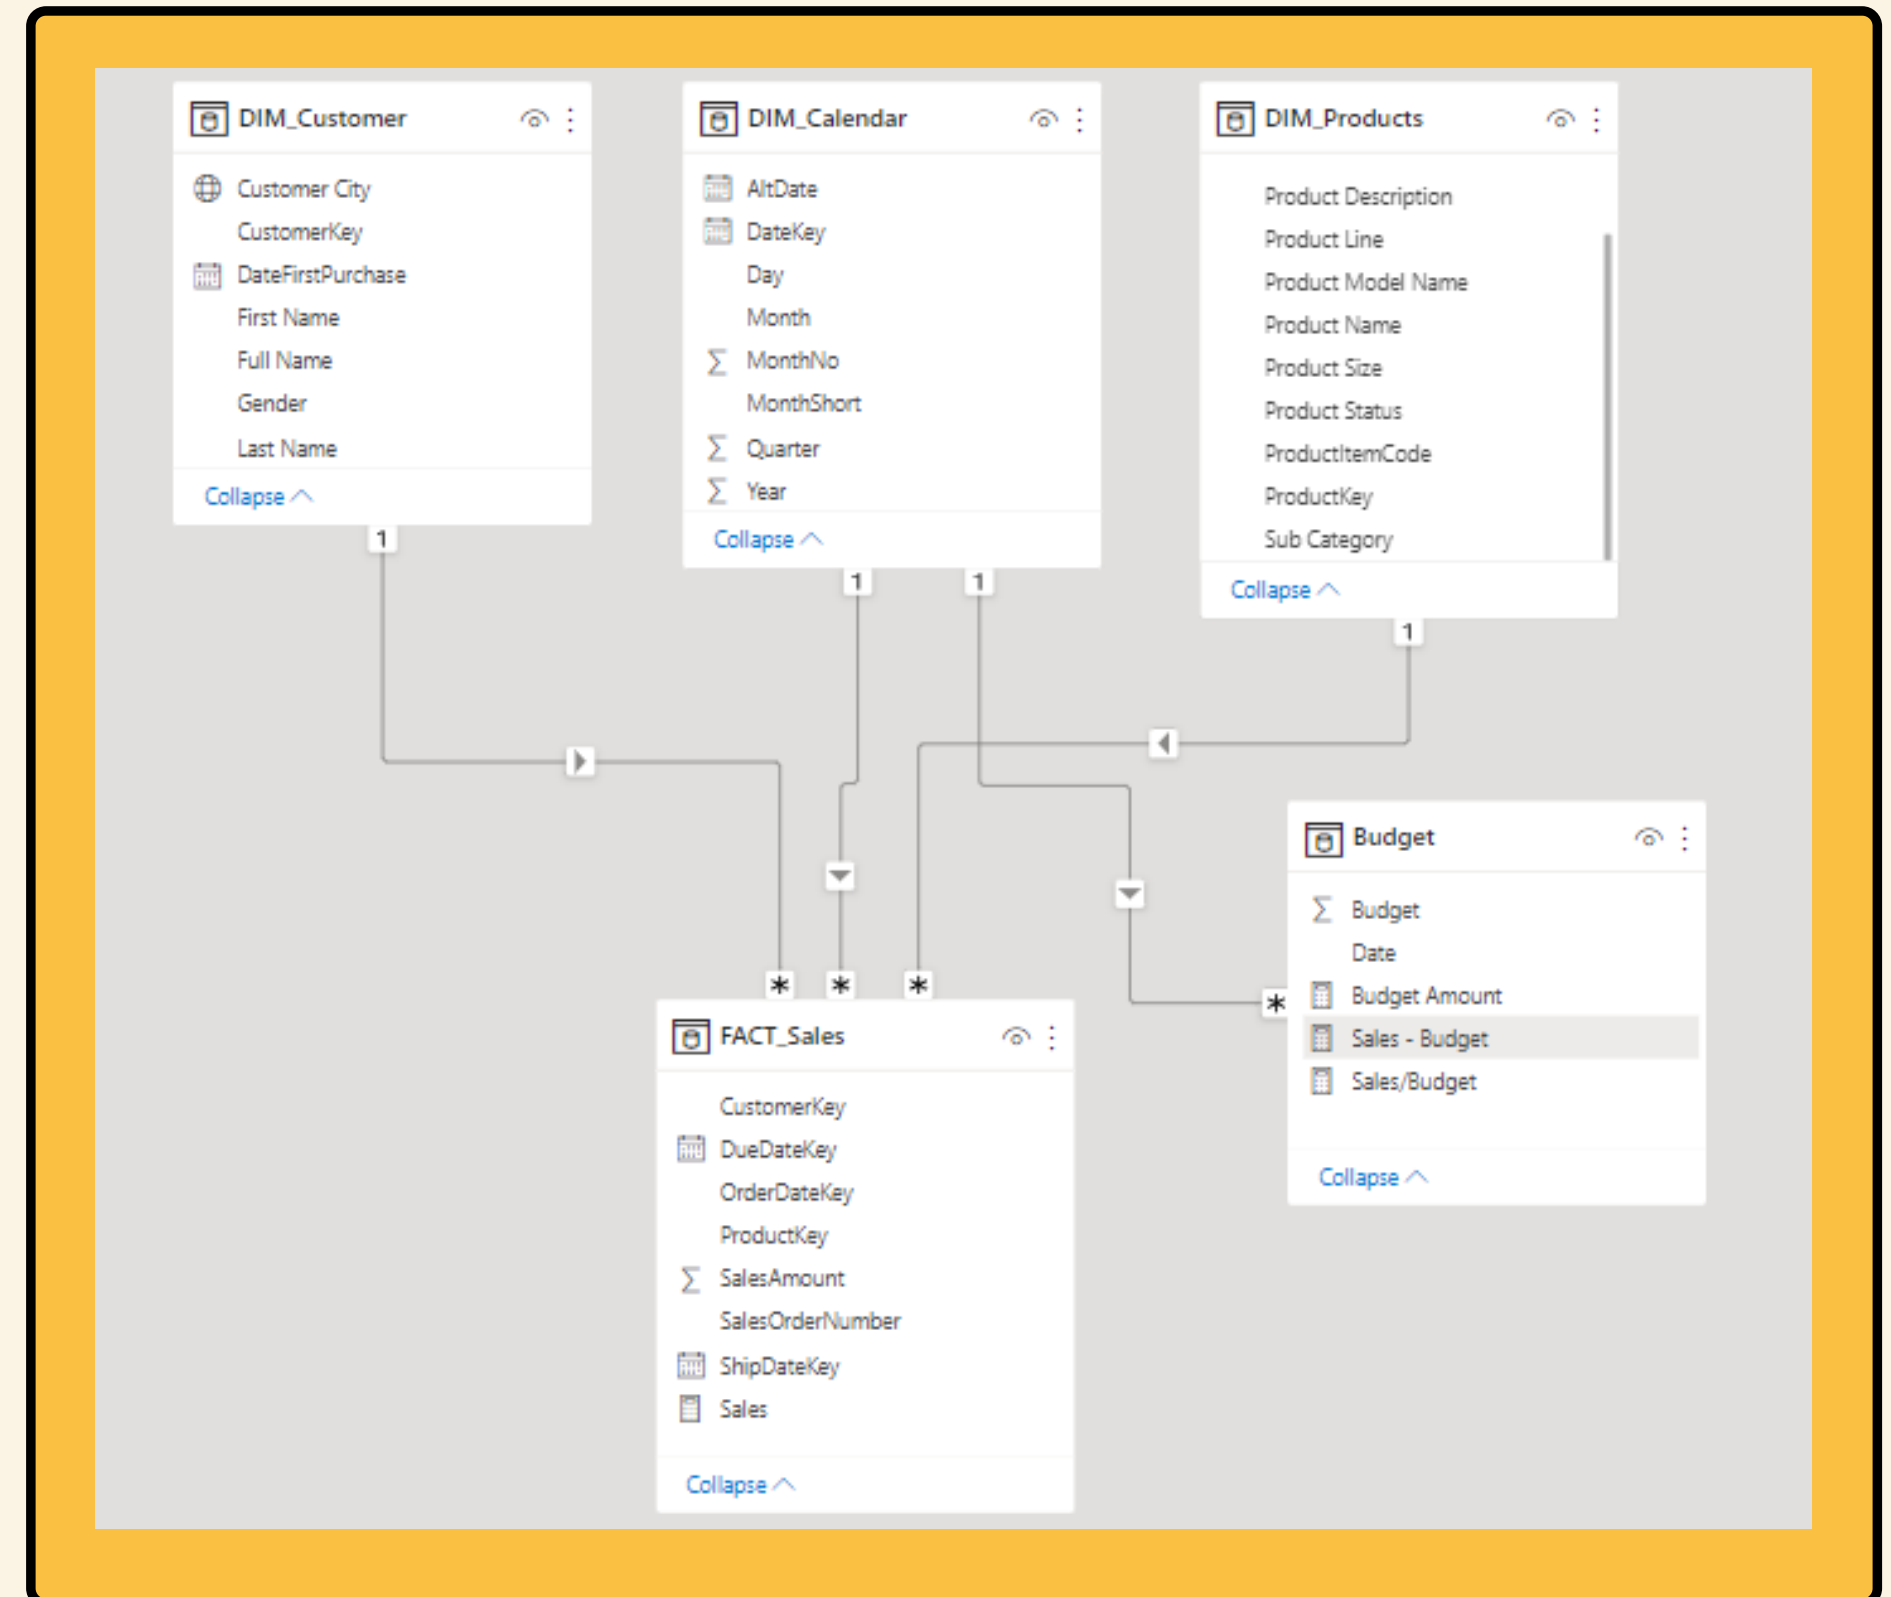 DIM_Customer
Customer City
CustomerKey
DateFirstPurchase
First Name
Full Name
Gender
Last Name
Collapse
1
DIM_Calendar
AltDate
DateKey
Day
Month
MonthNo
MonthShort
Quarter
Year
Collapse
1
1
DIM_Products
Product Description
Product Line
Product Model Name
Product Name
Product Size
Product Status
ProductItemCode
ProductKey
Sub Category
Collapse
1
Budget
Budget
Date
Budget Amount
Sales - Budget
Sales/Budget
Collapse
*
* * *
FACT_Sales
CustomerKey
DueDateKey
OrderDateKey
ProductKey
SalesAmount
SalesOrderNumber
ShipDateKey
Sales
Collapse